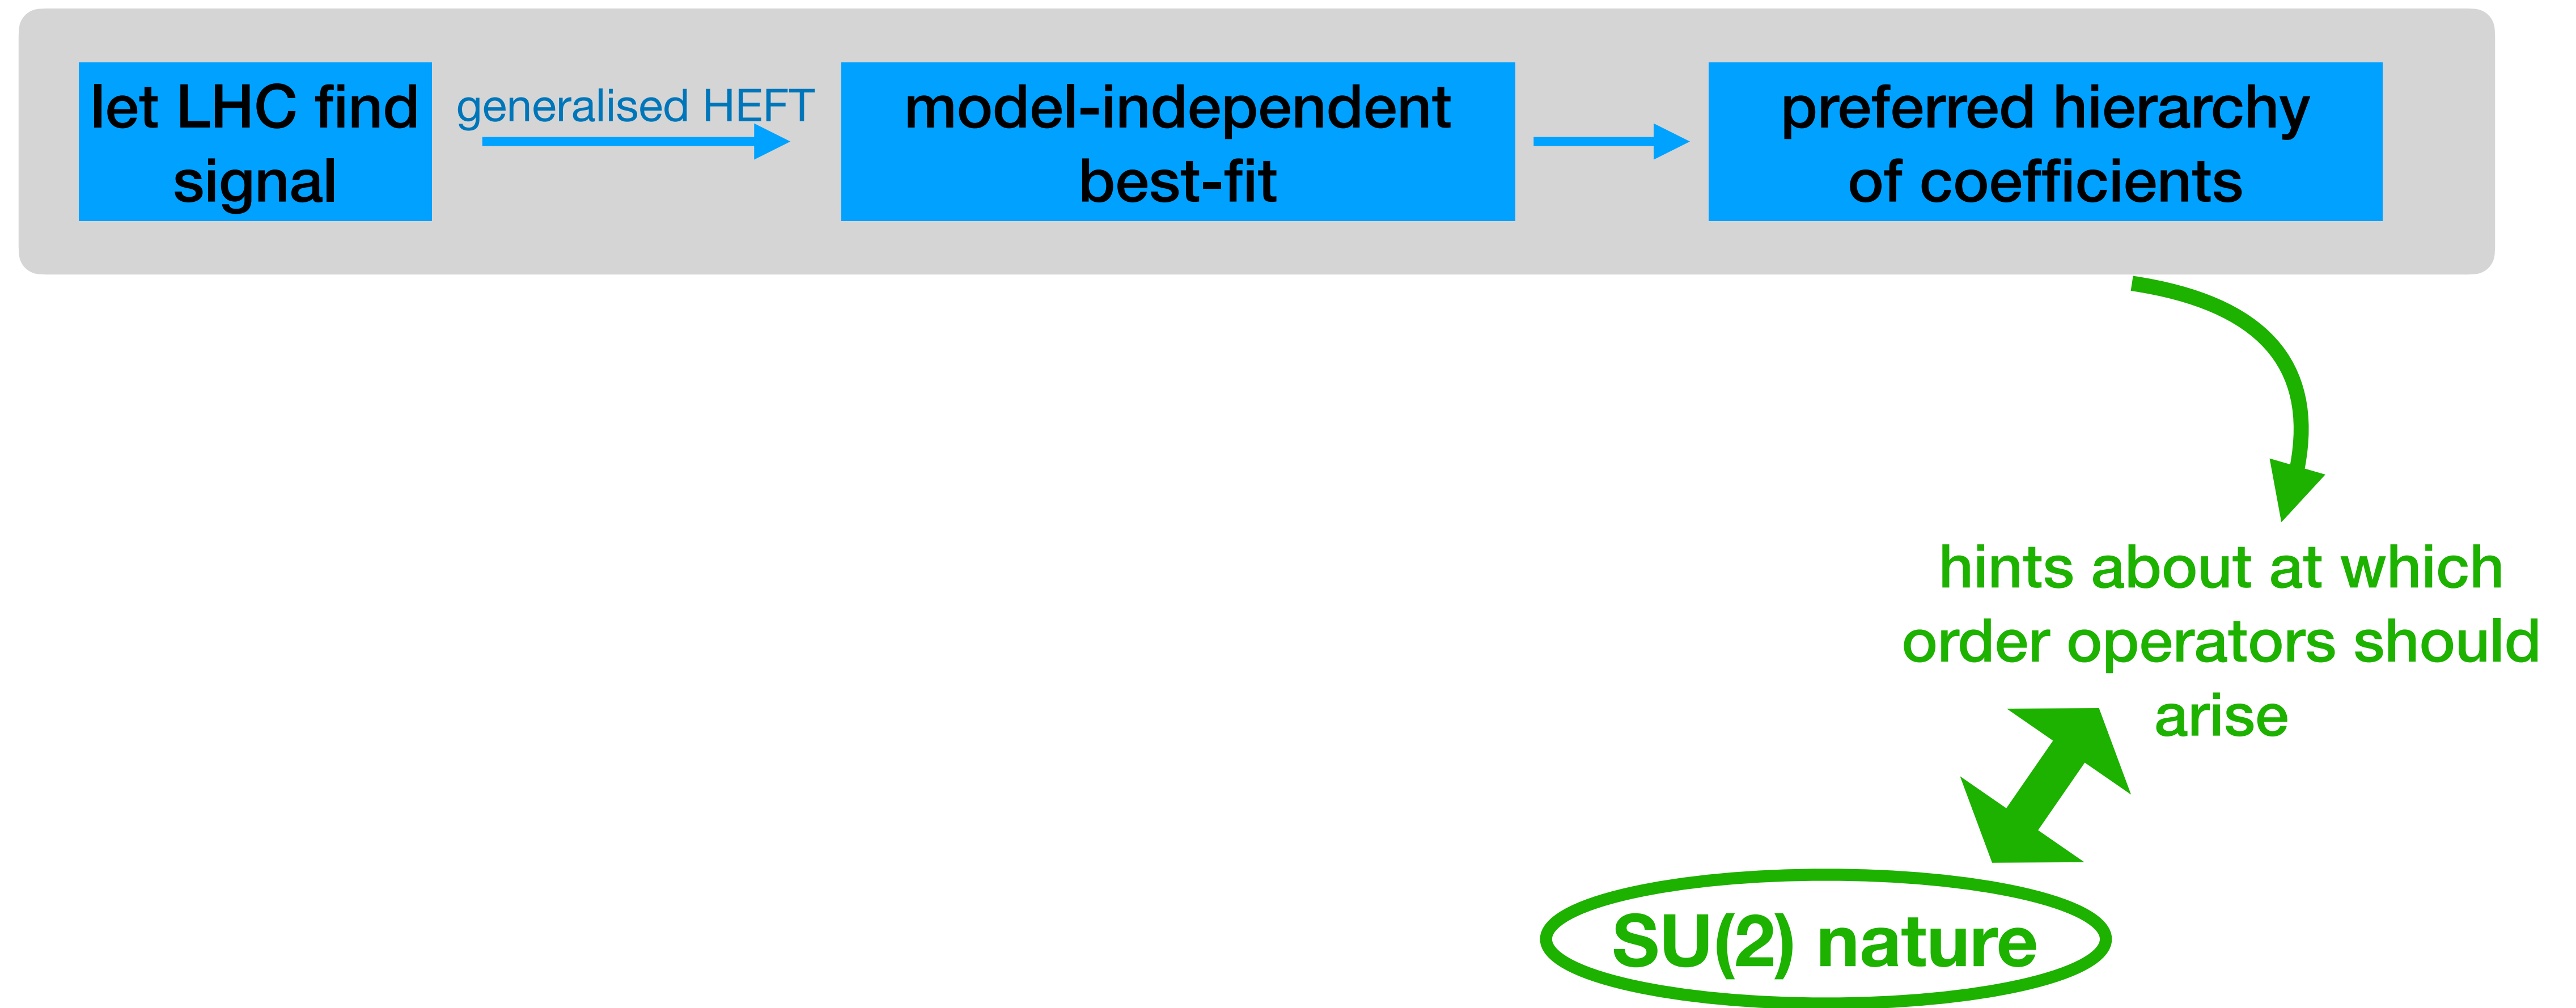 let LHC find
signal
generalised HEFT
model-independent
best-fit
preferred hierarchy
of coefficients
hints about at which
order operators should
arise
SU(2) nature